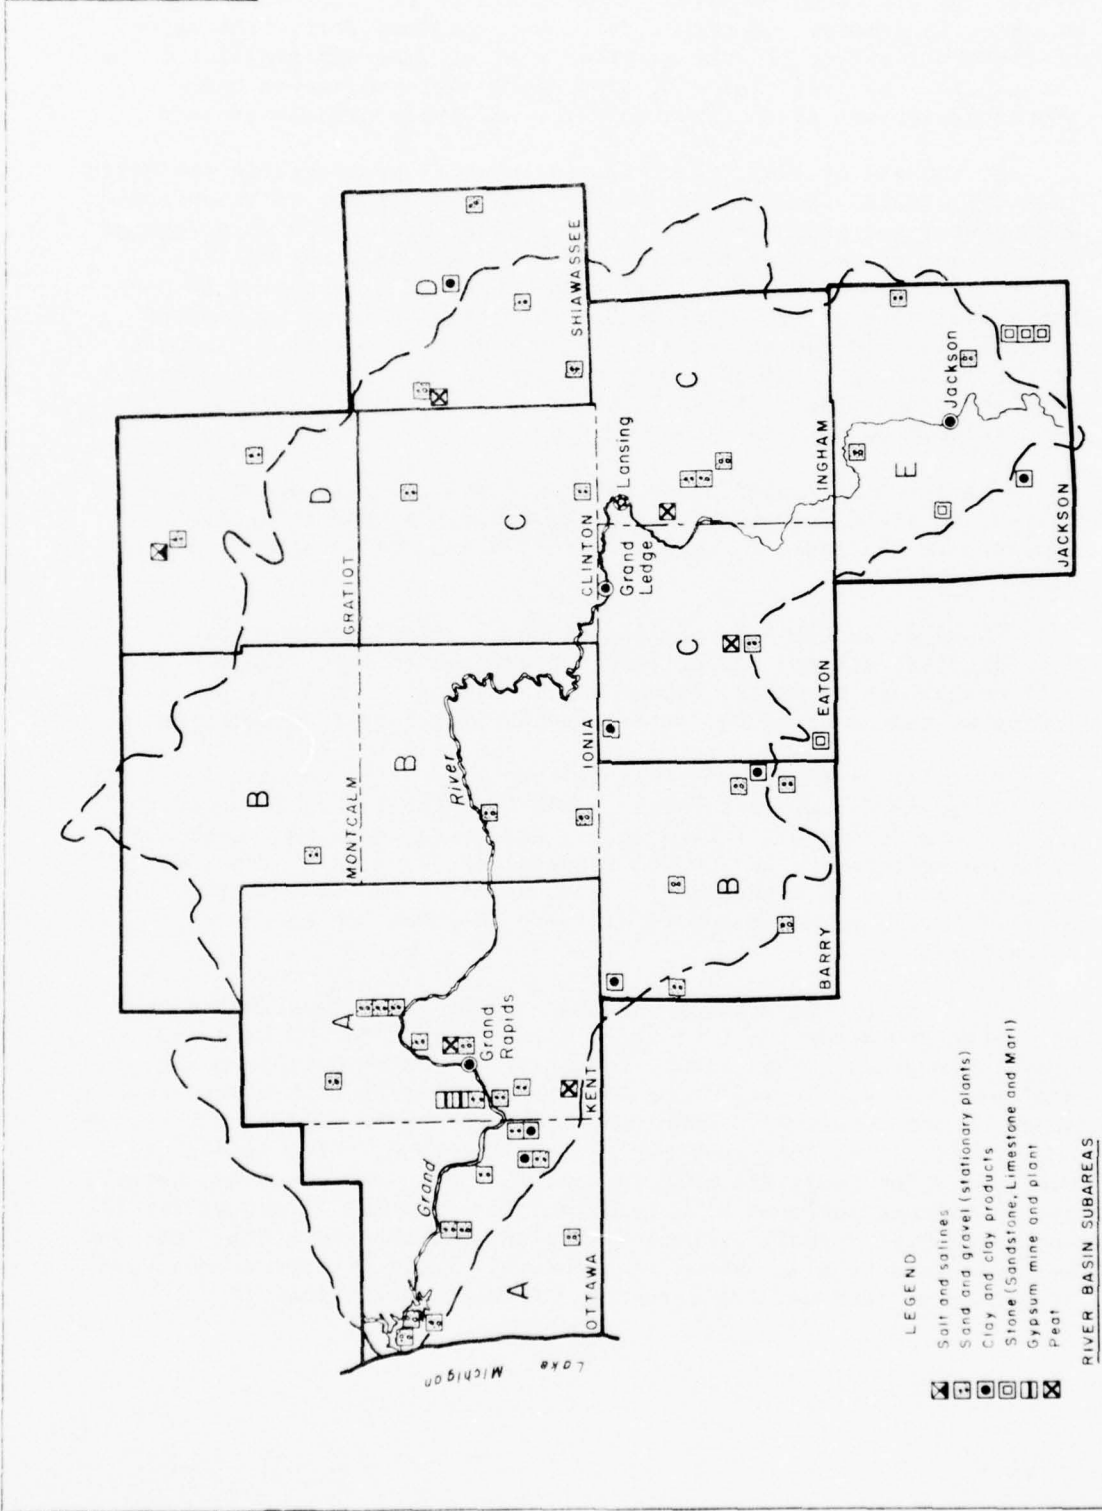 D
SHIAWASSEE
D
GRATIOT
C
CLINTON
C
INGHAM
Lansing
Grand
Ledge
Jackson
E
JACKSON
B
MONTCALM
B
River
IONIA
C
EATON
A
Grand
Rapids
KENT
B
BARRY
Grand
A
OTTAWA
Lake Michigan
LEGEND
Salt and salines
Sand and gravel (stationary plants)
Clay and clay products
Stone (Sandstone, Limestone and Marl)
Gypsum mine and plant
Peat
RIVER BASIN SUBAREAS